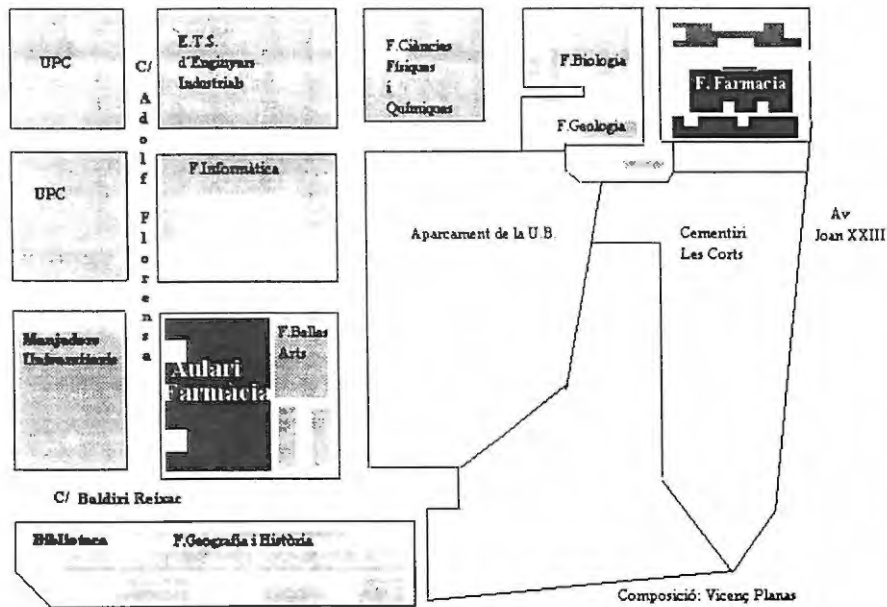 UPC
C/
A
d
o
l
f
F
l
o
r
e
n
s
a
E.T.S.
d'Enginyers
Industrials
F.Ciències
Físiques
i
Químiques
F.Biologia
F.Geologia
F. Farmacia
UPC
F.Informàtica
Aparcament de la U.B.
Cementiri
Les Corts
Av
Joan XXIII
Menjadors
Universitaris
Aulari
Farmàcia
F.Belles
Arts
C/ Baldiri Reixac
Biblioteca
F.Geografia i Història
Composició: Vicenç Planas